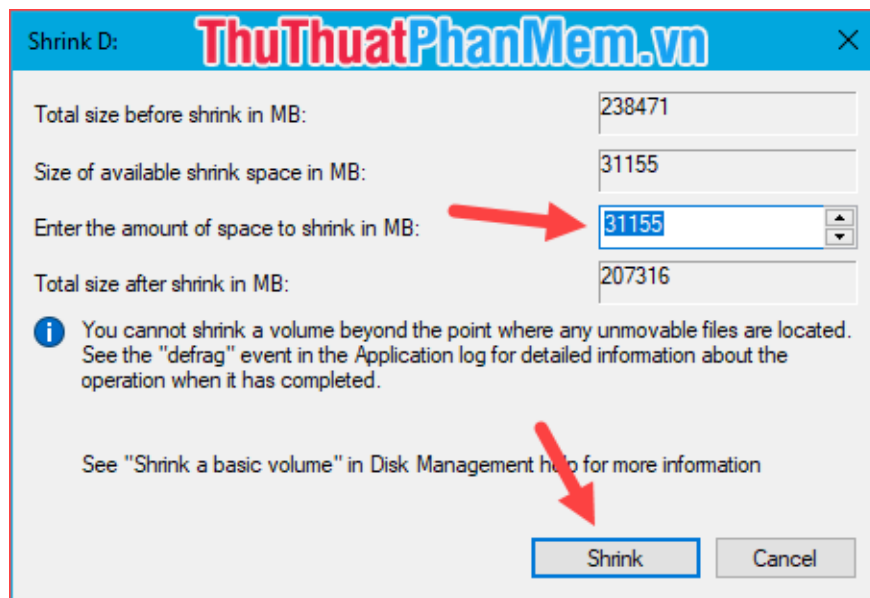 Shrink D:
ThuThuatPhanMem.vn
Total size before shrink in MB:
238471
Size of available shrink space in MB:
31155
Enter the amount of space to shrink in MB:
31155
Total size after shrink in MB:
207316
You cannot shrink a volume beyond the point where any unmovable files are located.
See the "defrag" event in the Application log for detailed information about the
operation when it has completed.
See "Shrink a basic volume" in Disk Management help for more information
Shrink
Cancel